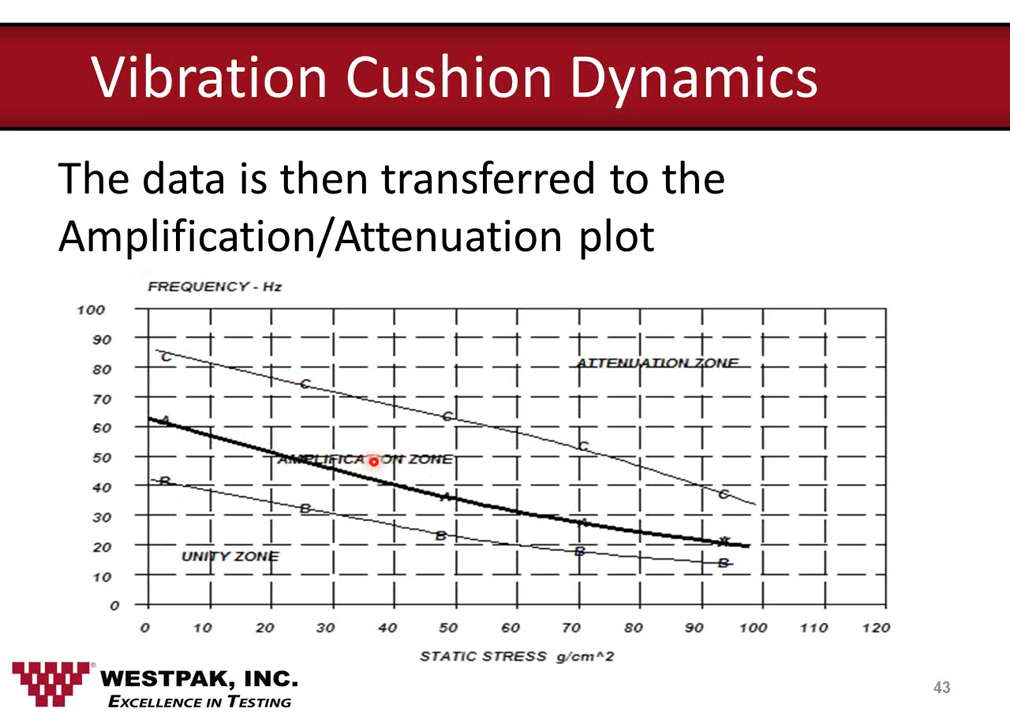 Vibration Cushion Dynamics
The data is then transferred to the
Amplification/Attenuation plot
FREQUENCY - Hz
100
90
80
70
60
50
40
30
20
10
0
ATTENUATION ZONE
AMPLIFICATION ZONE
UNITY ZONE
C C C C C
A A A A
B B B B B
0 10 20 30 40 50 60 70 80 90 100 110 120
STATIC STRESS g/cm^2
WESTPAK, INC.
EXCELLENCE IN TESTING
®
43